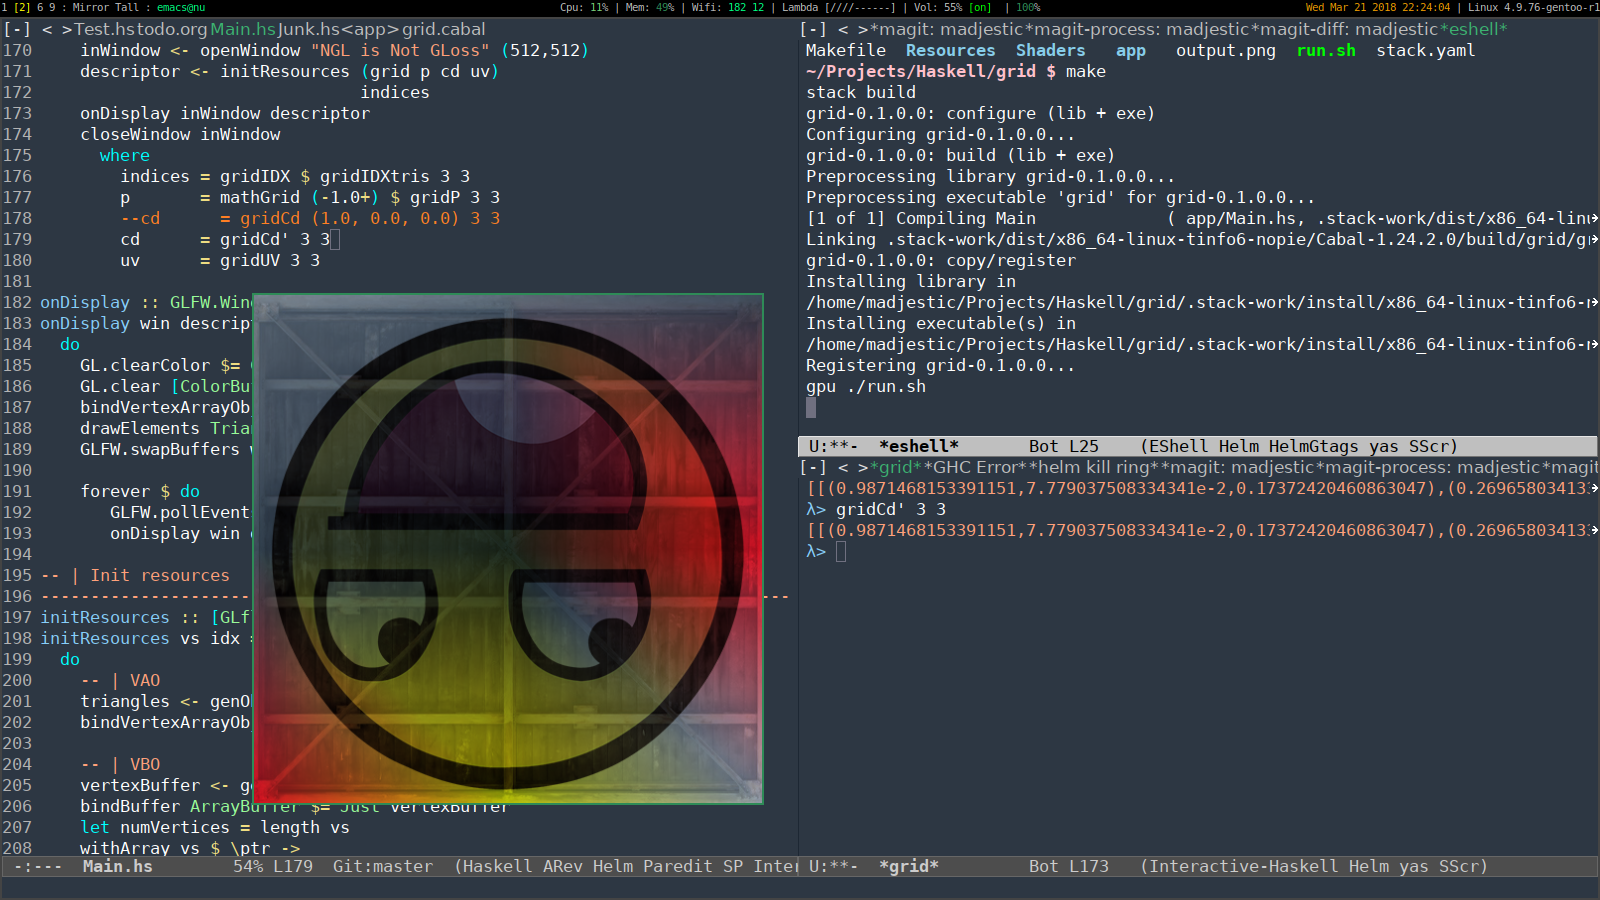 1 [2] 6 9 : Mirror Tall : emacs@nu
Cpu: 11% | Mem: 49% | Wifi: 182 12 | Lambda [////------] | Vol: 55% [on] | 100%
Wed Mar 21 2018 22:24:04 | Linux 4.9.76-gentoo-r1
[-] < >Test.hs todo.org Main.hs Junk.hs<app> grid.cabal
170 inWindow <- openWindow "NGL is Not GLoss" (512,512)
171 descriptor <- initResources (grid p cd uv)
172 indices
173 onDisplay inWindow descriptor
174 closeWindow inWindow
175 where
176 indices = gridIDX $ gridIDXtris 3 3
177 p = mathGrid (-1.0+) $ gridP 3 3
178 --cd = gridCd (1.0, 0.0, 0.0) 3 3
179 cd = gridCd' 3 3
180 uv = gridUV 3 3
181
182 onDisplay :: GLFW.Wind
183 onDisplay win descript
184 do
185 GL.clearColor $=
186 GL.clear [ColorBu
187 bindVertexArrayOb
188 drawElements Tria
189 GLFW.swapBuffers
190
191 forever $ do
192 GLFW.pollEvent
193 onDisplay win
194
195 -- | Init resources
196 ---------------------
---
197 initResources :: [GLf
198 initResources vs idx =
199 do
200 -- | VAO
201 triangles <- genOb
202 bindVertexArrayOb
203
204 -- | VBO
205 vertexBuffer <- ge
206 bindBuffer ArrayBuffer $= Just vertexBuffer
207 let numVertices = length vs
208 withArray vs $ \ptr ->
-:--- Main.hs 54% L179 Git:master (Haskell ARev Helm Paredit SP Inter
[-] < >*magit: madjestic *magit-process: madjestic *magit-diff: madjestic *eshell*
Makefile Resources Shaders app output.png run.sh stack.yaml
~/Projects/Haskell/grid $ make
stack build
grid-0.1.0.0: configure (lib + exe)
Configuring grid-0.1.0.0...
grid-0.1.0.0: build (lib + exe)
Preprocessing library grid-0.1.0.0...
Preprocessing executable 'grid' for grid-0.1.0.0...
[1 of 1] Compiling Main ( app/Main.hs, .stack-work/dist/x86_64-linu
Linking .stack-work/dist/x86_64-linux-tinfo6-nopie/Cabal-1.24.2.0/build/grid/gr
grid-0.1.0.0: copy/register
Installing library in
/home/madjestic/Projects/Haskell/grid/.stack-work/install/x86_64-linux-tinfo6-n
Installing executable(s) in
/home/madjestic/Projects/Haskell/grid/.stack-work/install/x86_64-linux-tinfo6-n
Registering grid-0.1.0.0...
gpu ./run.sh
U:**- *eshell* Bot L25 (EShell Helm HelmGtags yas SScr)
[-] < >*grid* *GHC Error* *helm kill ring* *magit: madjestic *magit-process: madjestic *magit
[[(0.9871468153391151,7.779037508334341e-2,0.17372420460863047),(0.269658034133
λ> gridCd' 3 3
[[(0.9871468153391151,7.779037508334341e-2,0.17372420460863047),(0.269658034133
λ>
U:**- *grid* Bot L173 (Interactive-Haskell Helm yas SScr)